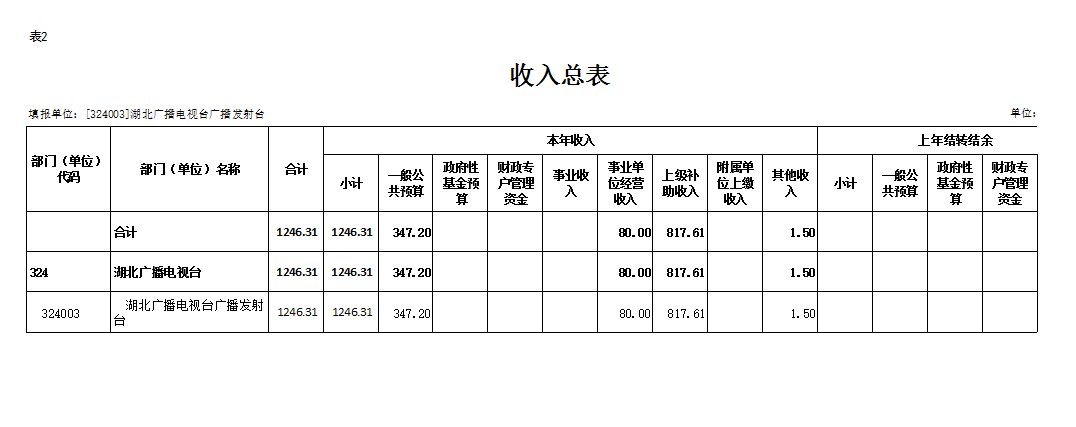 表2
收入总表
填报单位：[324003]湖北广播电视台广播发射台 单位：
部门（单位）代码 部门（单位）名称 合计 本年收入 上年结转结余
小计 一般公共预算 政府性基金预算 财政专户管理资金 事业收入 事业单位经营收入 上级补助收入 附属单位上缴收入 其他收入 小计 一般公共预算 政府性基金预算 财政专户管理资金
合计 1246.31 1246.31 347.20 80.00 817.61 1.50
324 湖北广播电视台 1246.31 1246.31 347.20 80.00 817.61 1.50
324003 湖北广播电视台广播发射台 1246.31 1246.31 347.20 80.00 817.61 1.50